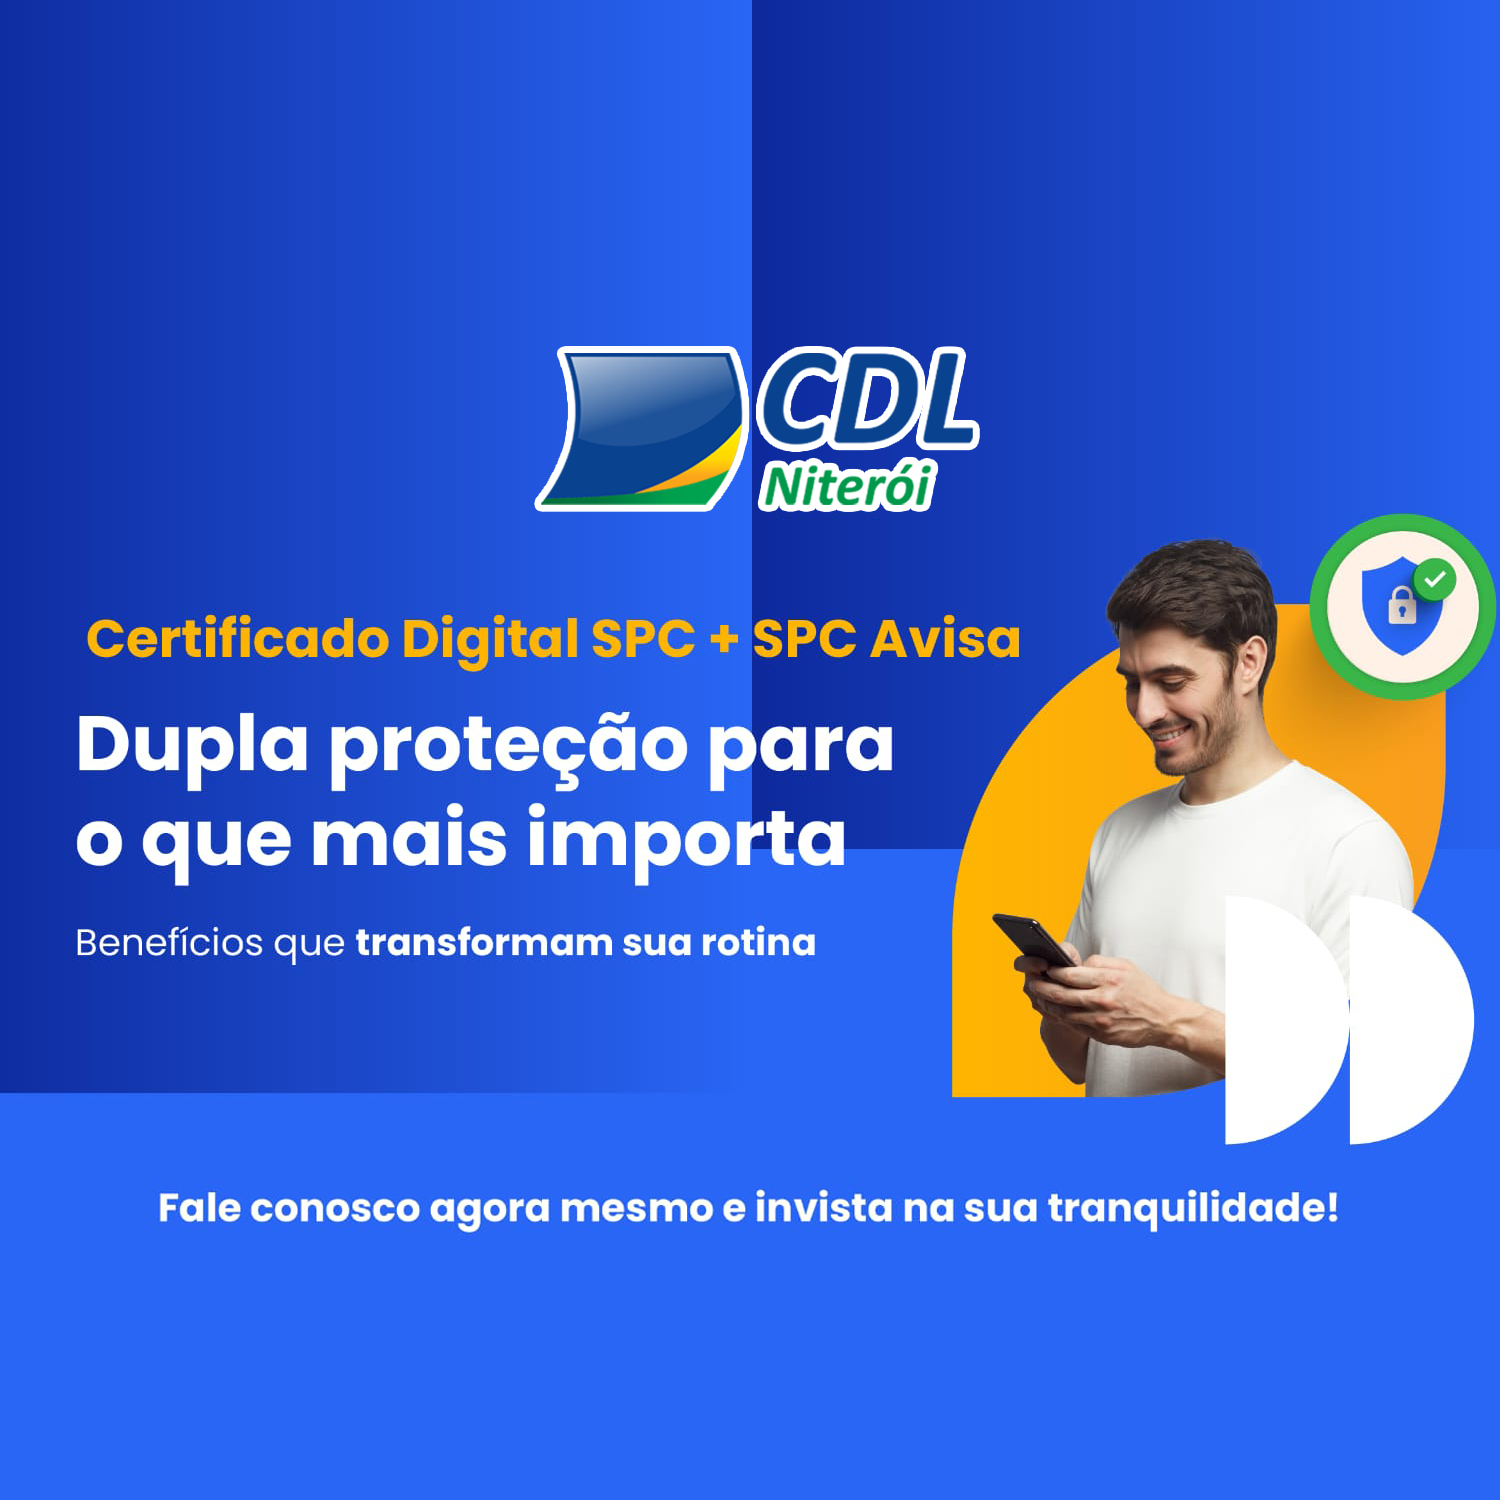 CDL
Niterói
Certificado Digital SPC + SPC Avisa
Dupla proteção para
o que mais importa
Benefícios que transformam sua rotina
Fale conosco agora mesmo e invista na sua tranquilidade!